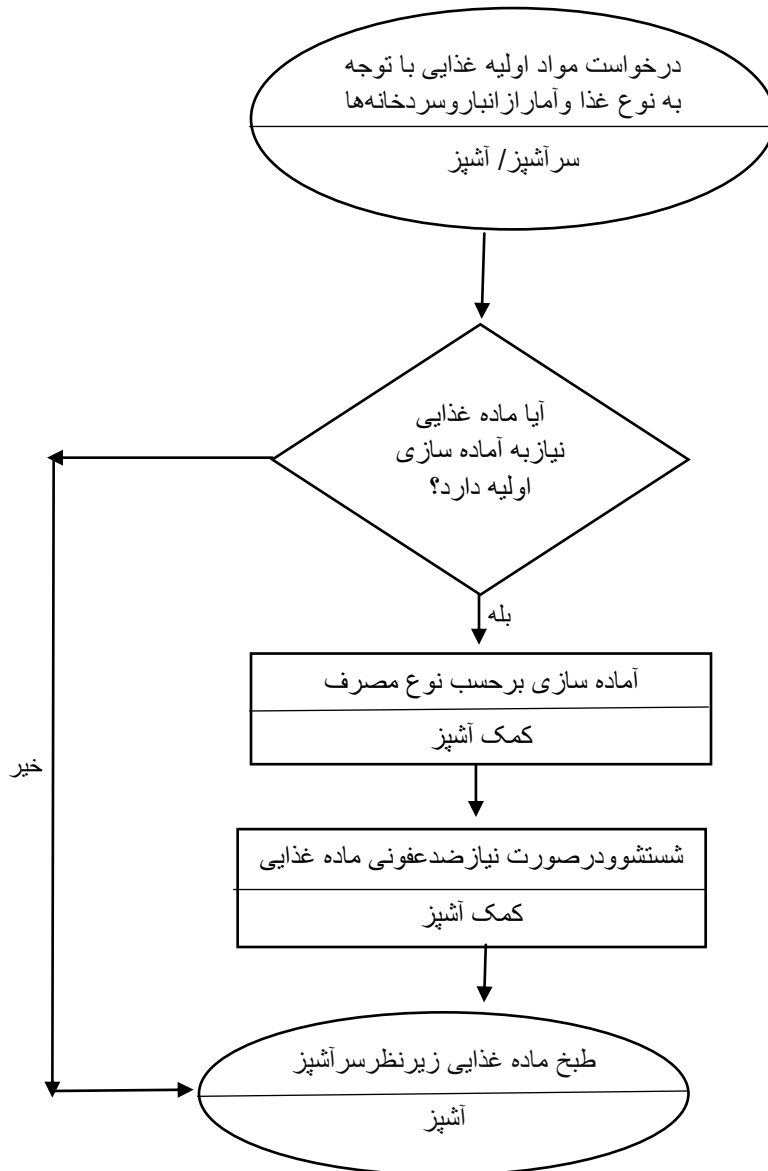 درخواست مواد اولیه غذایی با توجه
به نوع غذا وآمارازانباروسردخانه‌ها
سرآشپز/ آشپز
آیا ماده غذایی
نیازبه آماده سازی
اولیه دارد؟
بله
آماده سازی برحسب نوع مصرف
کمک آشپز
خیر
شستشوودرصورت نیازضدعفونی ماده غذایی
کمک آشپز
طبخ ماده غذایی زیرنظرسرآشپز
آشپز